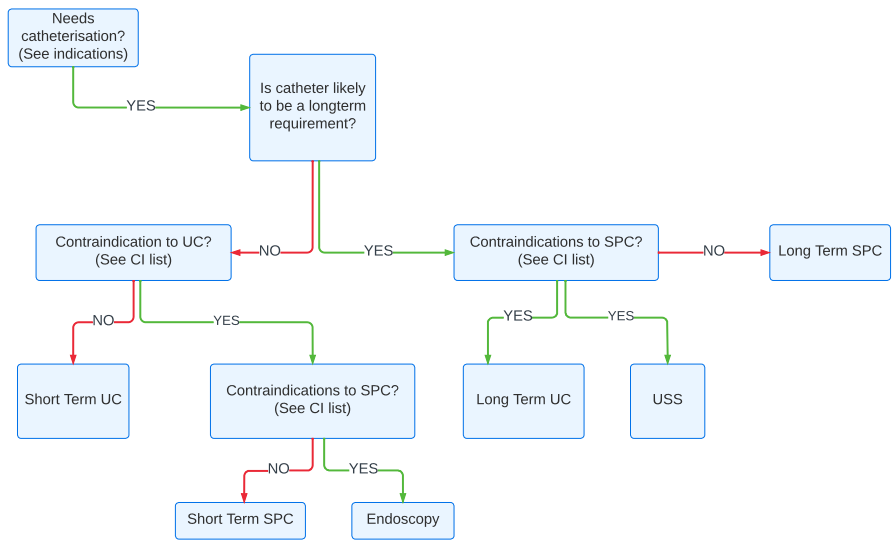 Needs
catheterisation?
(See indications)
YES
Is catheter likely
to be a longterm
requirement?
NO
YES
Contraindication to UC?
(See CI list)
Contraindications to SPC?
(See CI list)
NO
Long Term SPC
NO
YES
YES
YES
Short Term UC
Contraindications to SPC?
(See CI list)
Long Term UC
USS
NO
YES
Short Term SPC
Endoscopy